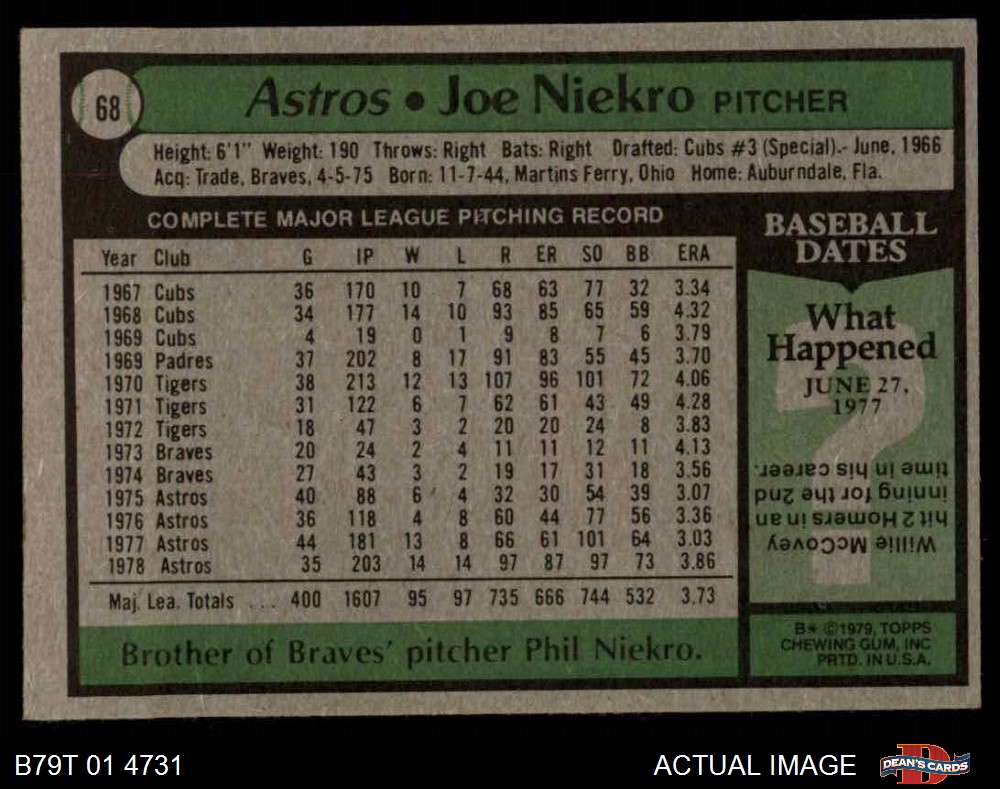 68
Astros • Joe Niekro PITCHER
Height: 6'1" Weight: 190 Throws: Right Bats: Right Drafted: Cubs #3 (Special).- June, 1966
Acq: Trade, Braves, 4-5-75 Born: 11-7-44, Martins Ferry, Ohio Home: Auburndale, Fla.
COMPLETE MAJOR LEAGUE PITCHING RECORD
Year Club G IP W L R ER SO BB ERA
1967 Cubs 36 170 10 7 68 63 77 32 3.34
1968 Cubs 34 177 14 10 93 85 65 59 4.32
1969 Cubs 4 19 0 1 9 8 7 6 3.79
1969 Padres 37 202 8 17 91 83 55 45 3.70
1970 Tigers 38 213 12 13 107 96 101 72 4.06
1971 Tigers 31 122 6 7 62 61 43 49 4.28
1972 Tigers 18 47 3 2 20 20 24 8 3.83
1973 Braves 20 24 2 4 11 11 12 11 4.13
1974 Braves 27 43 3 2 19 17 31 18 3.56
1975 Astros 40 88 6 4 32 30 54 39 3.07
1976 Astros 36 118 4 8 60 44 77 56 3.36
1977 Astros 44 181 13 8 66 61 101 64 3.03
1978 Astros 35 203 14 14 97 87 97 73 3.86
Maj. Lea. Totals ... 400 1607 95 97 735 666 744 532 3.73
Brother of Braves' pitcher Phil Niekro.
BASEBALL
DATES
What
Happened
JUNE 27,
1977
?
Willie McCovey
hit 2 Homers in an
inning for the 2nd
time in his career.
B* ©1979, TOPPS
CHEWING GUM, INC
PRTD. IN U.S.A.
B79T 01 4731
ACTUAL IMAGE
D
DEAN'S CARDS